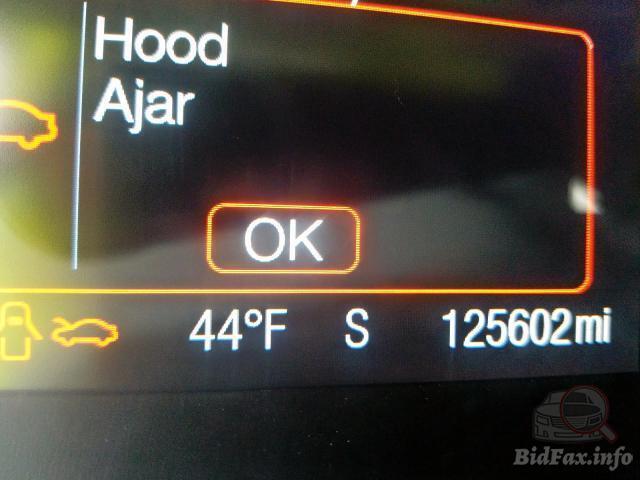 Hood
Ajar
OK
44°F S 125602mi
BidFax.info